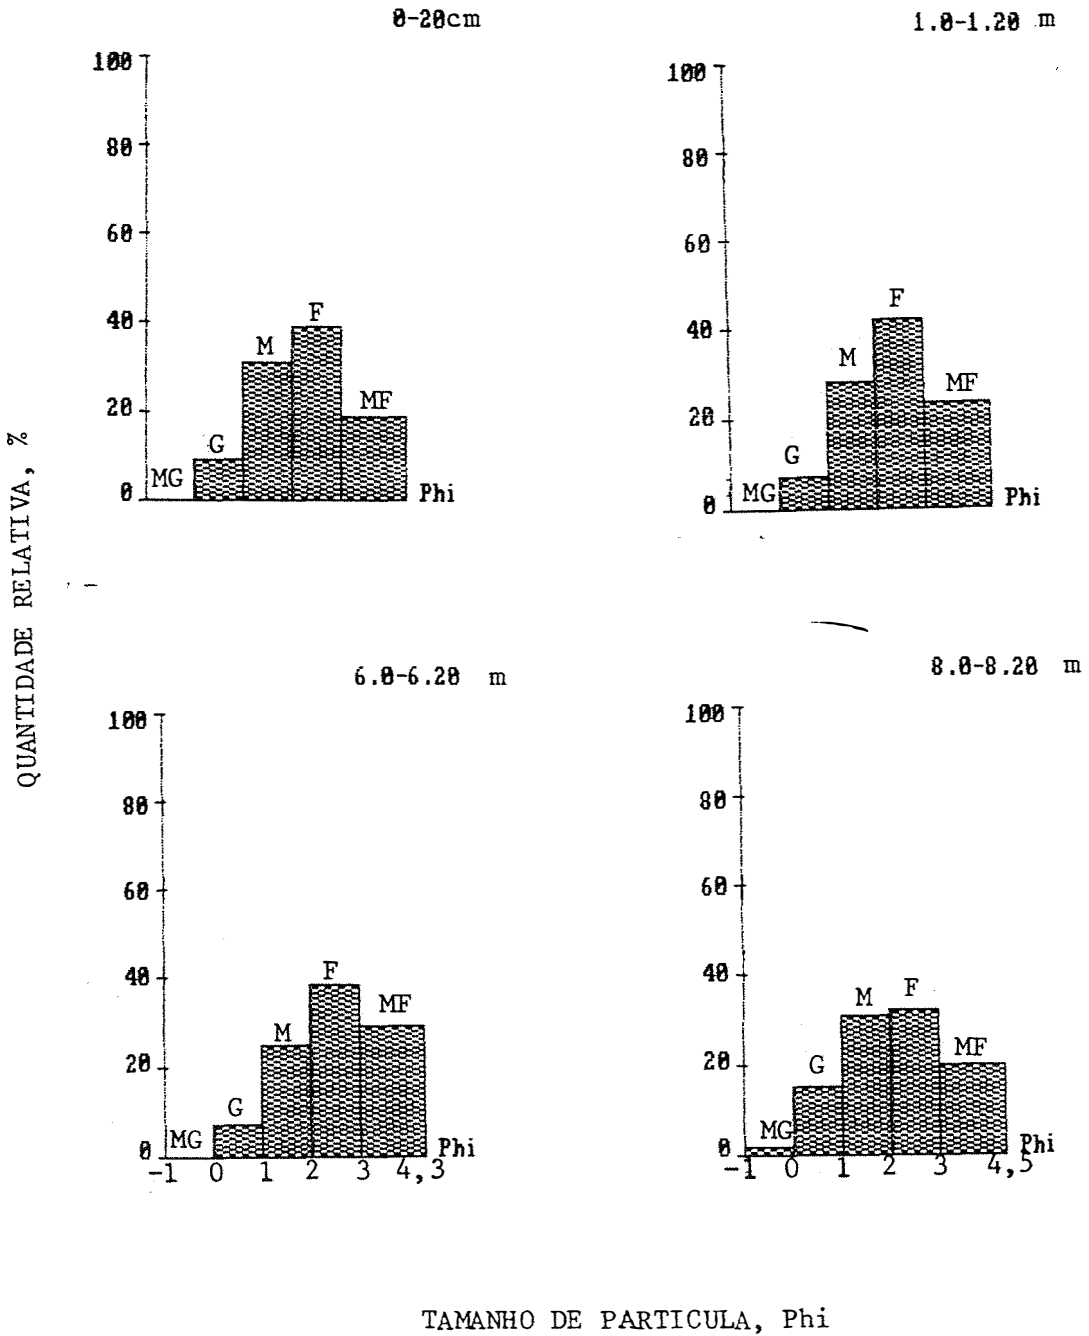 0-20cm
100
80
60
40
20
0
MG
G
M
F
MF
Phi
1.0-1.20 m
100
80
60
40
20
0
MG
G
M
F
MF
Phi
QUANTIDADE RELATIVA, %
6.0-6.20 m
100
80
60
40
20
0
MG
G
M
F
MF
Phi
-1 0 1 2 3 4,3
8.0-8.20 m
100
80
60
40
20
0
MG
G
M
F
MF
Phi
-1 0 1 2 3 4,5
TAMANHO DE PARTICULA, Phi